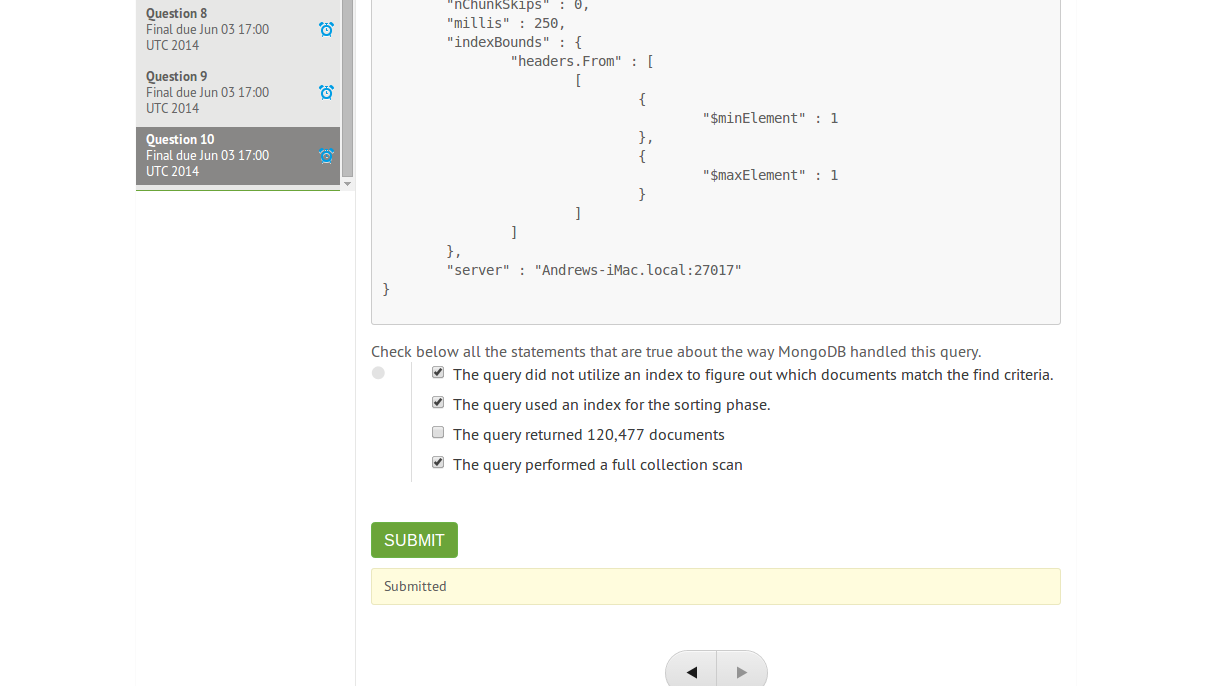 Question 8
Final due Jun 03 17:00
UTC 2014
Question 9
Final due Jun 03 17:00
UTC 2014
Question 10
Final due Jun 03 17:00
UTC 2014
"nChunkSkips" : 0,
"millis" : 250,
"indexBounds" : {
"headers.From" : [
[
{
"$minElement" : 1
},
{
"$maxElement" : 1
}
]
]
},
"server" : "Andrews-iMac.local:27017"
}
Check below all the statements that are true about the way MongoDB handled this query.
The query did not utilize an index to figure out which documents match the find criteria.
The query used an index for the sorting phase.
The query returned 120,477 documents
The query performed a full collection scan
SUBMIT
Submitted